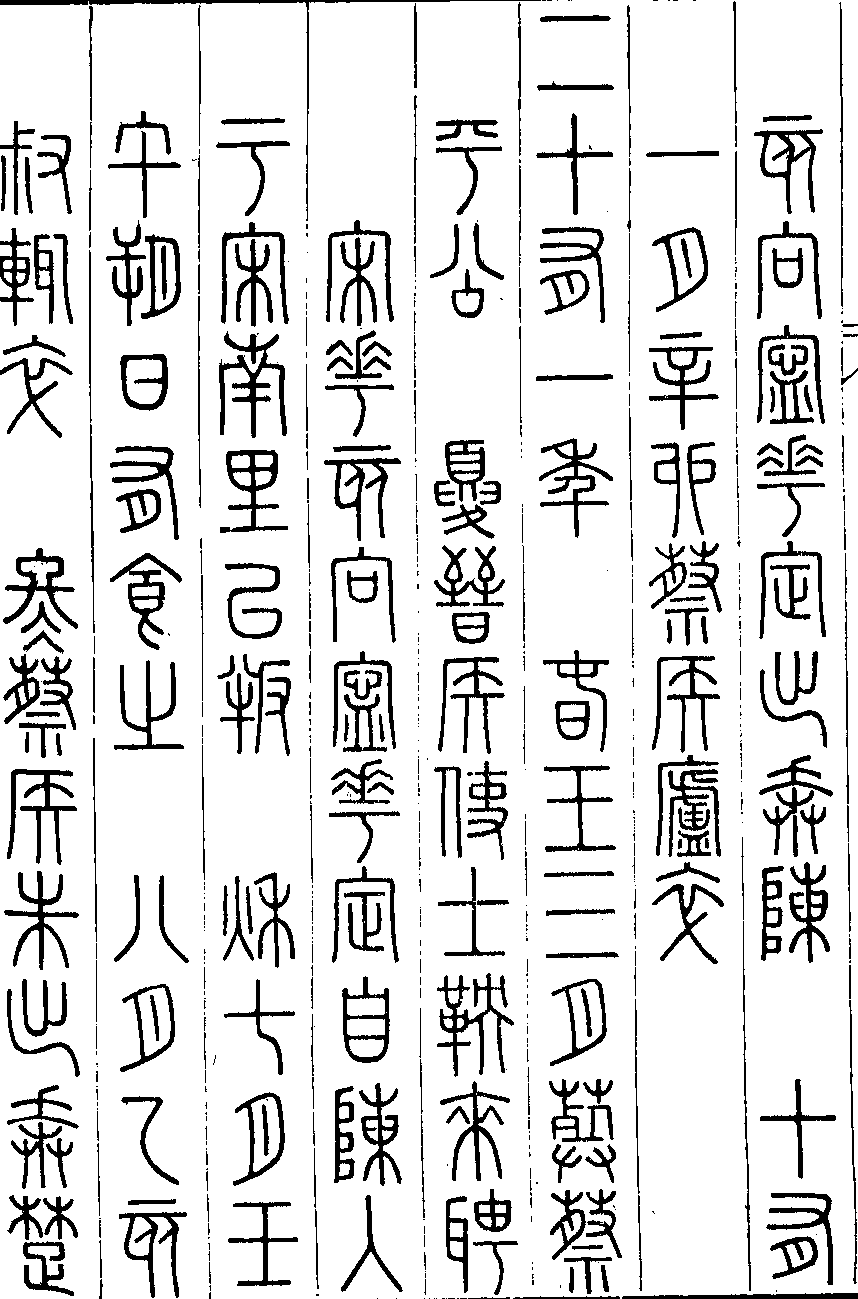 亥向寧華定出奔陳　十有
一月辛卯蔡侯廬卒
二十有一年　春王三月葬蔡
平公　夏晉侯使士鞅來聘
宋華亥向寧華定自陳入
于宋南里以叛　秋七月壬
午朔日有食之　八月乙亥
叔輒卒　冬蔡侯朱出奔楚